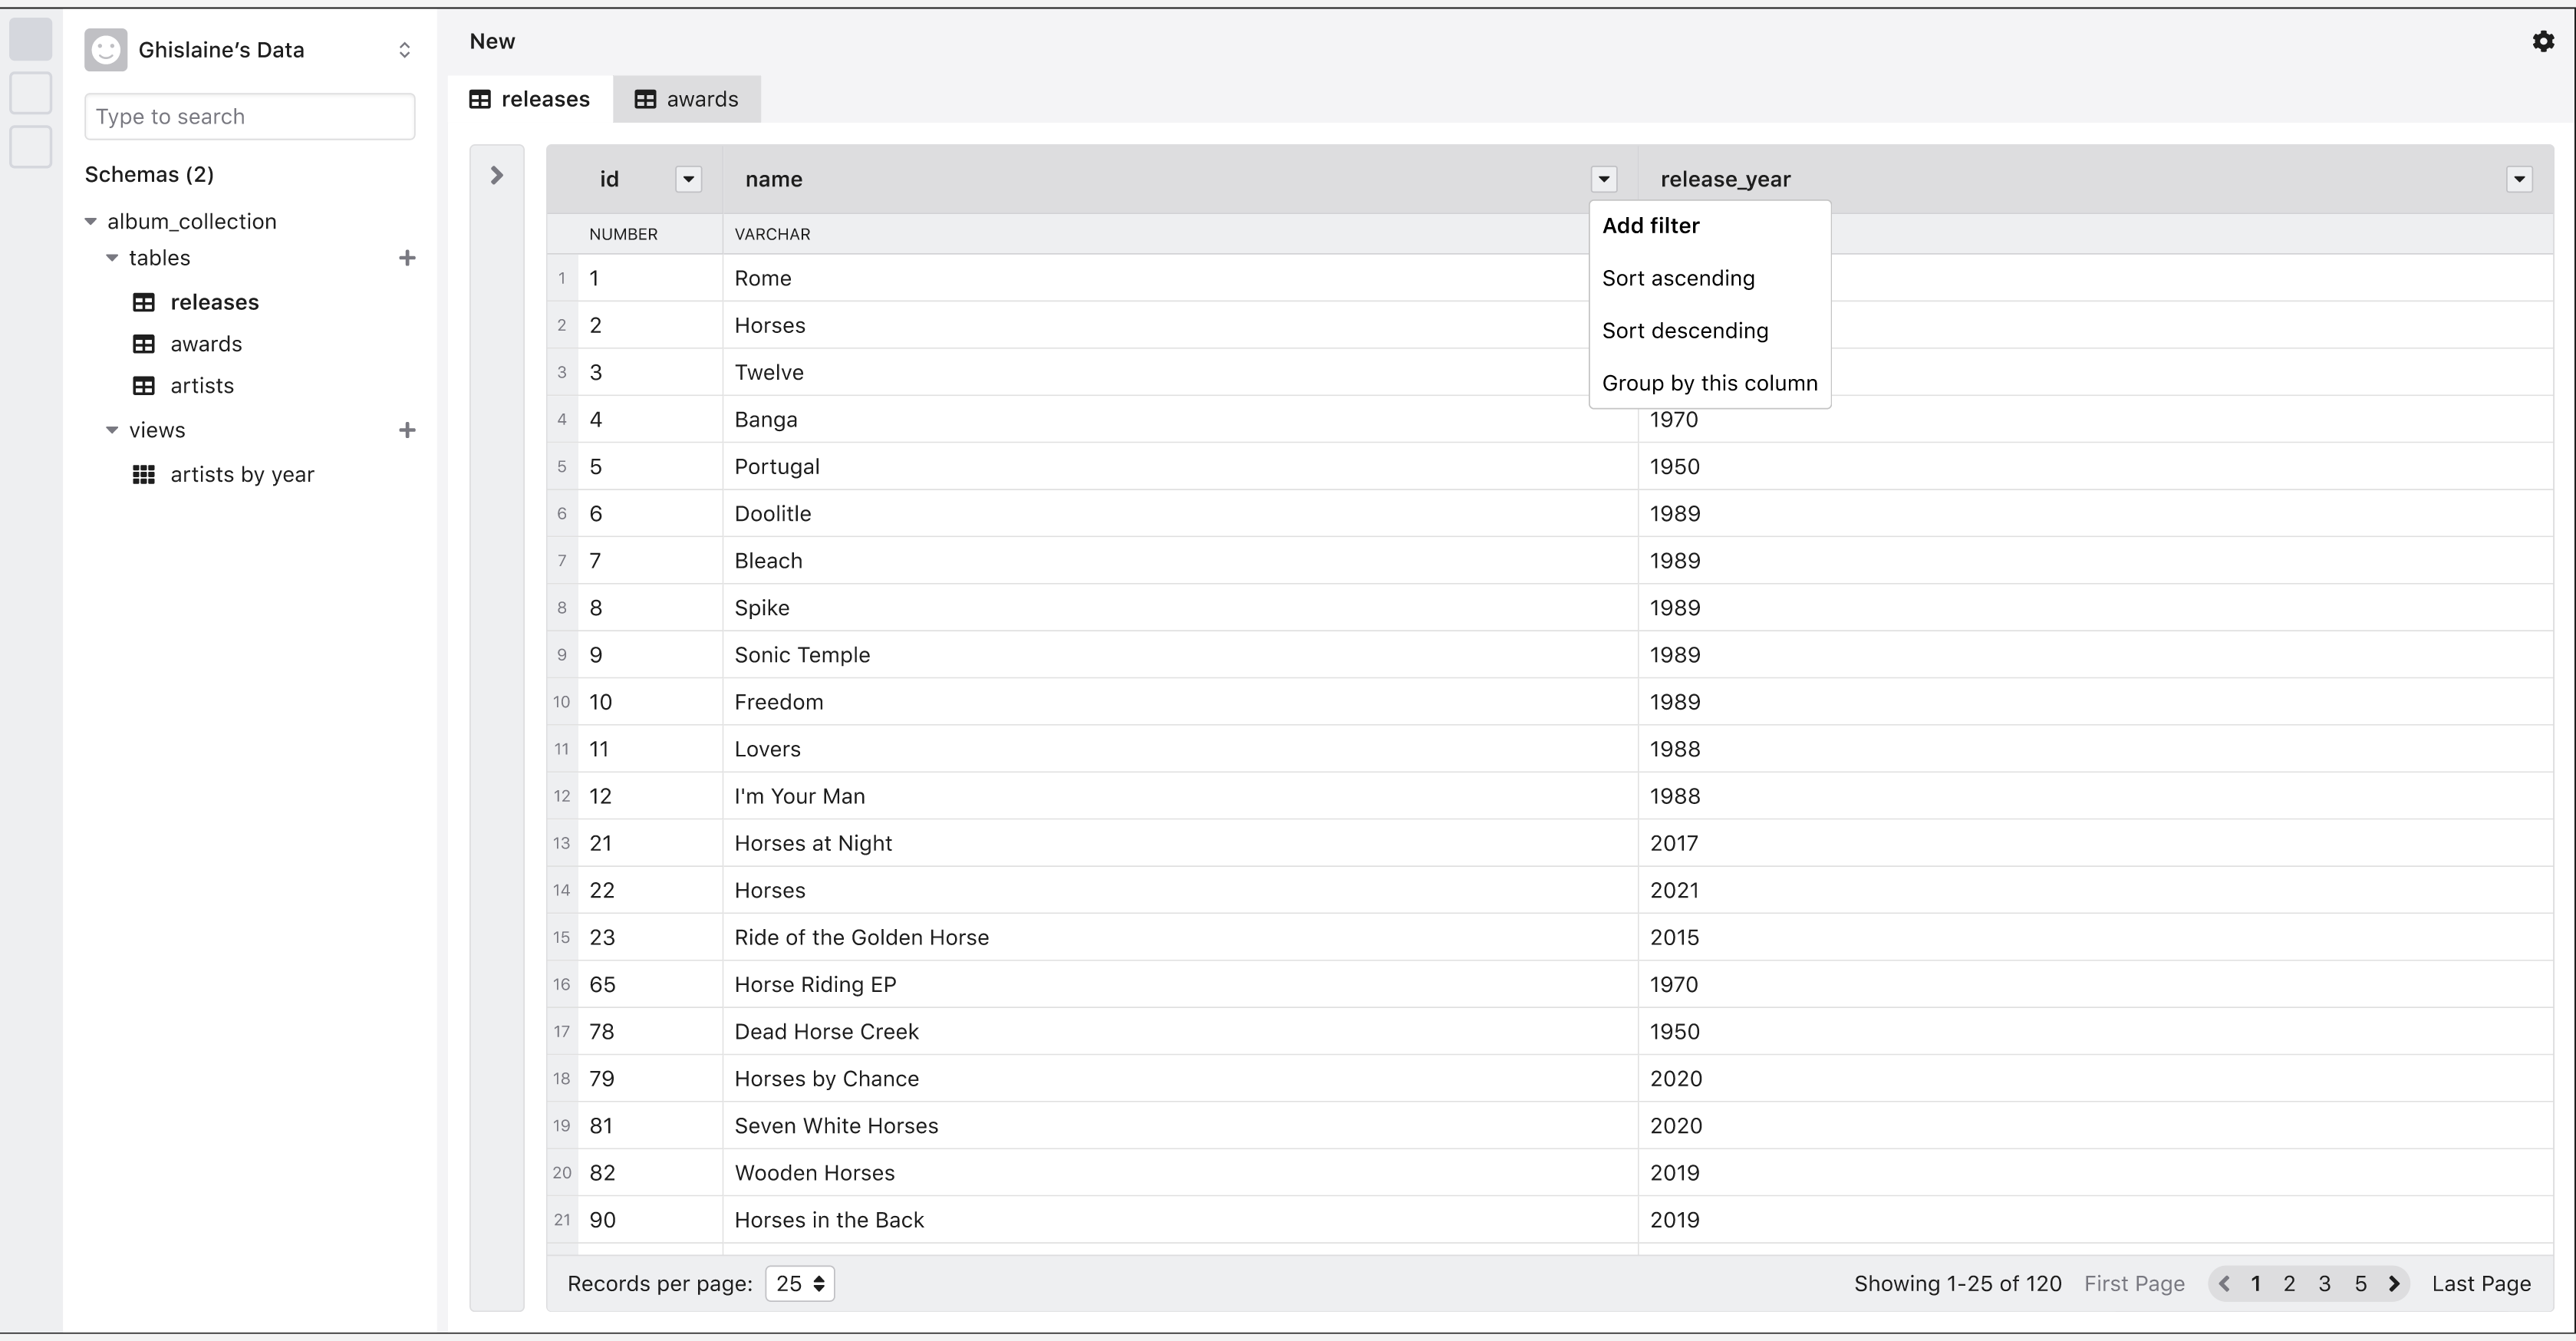 Ghislaine’s Data
Type to search
Schemas (2)
album_collection
tables
releases
awards
artists
views
artists by year
New
releases awards
id name release_year
NUMBER VARCHAR
Add filter
Sort ascending
Sort descending
Group by this column
1 1 Rome
2 2 Horses
3 3 Twelve
4 4 Banga 1970
5 5 Portugal 1950
6 6 Doolitle 1989
7 7 Bleach 1989
8 8 Spike 1989
9 9 Sonic Temple 1989
10 10 Freedom 1989
11 11 Lovers 1988
12 12 I'm Your Man 1988
13 21 Horses at Night 2017
14 22 Horses 2021
15 23 Ride of the Golden Horse 2015
16 65 Horse Riding EP 1970
17 78 Dead Horse Creek 1950
18 79 Horses by Chance 2020
19 81 Seven White Horses 2020
20 82 Wooden Horses 2019
21 90 Horses in the Back 2019
Records per page: 25 Showing 1-25 of 120 First Page 1 2 3 5 Last Page